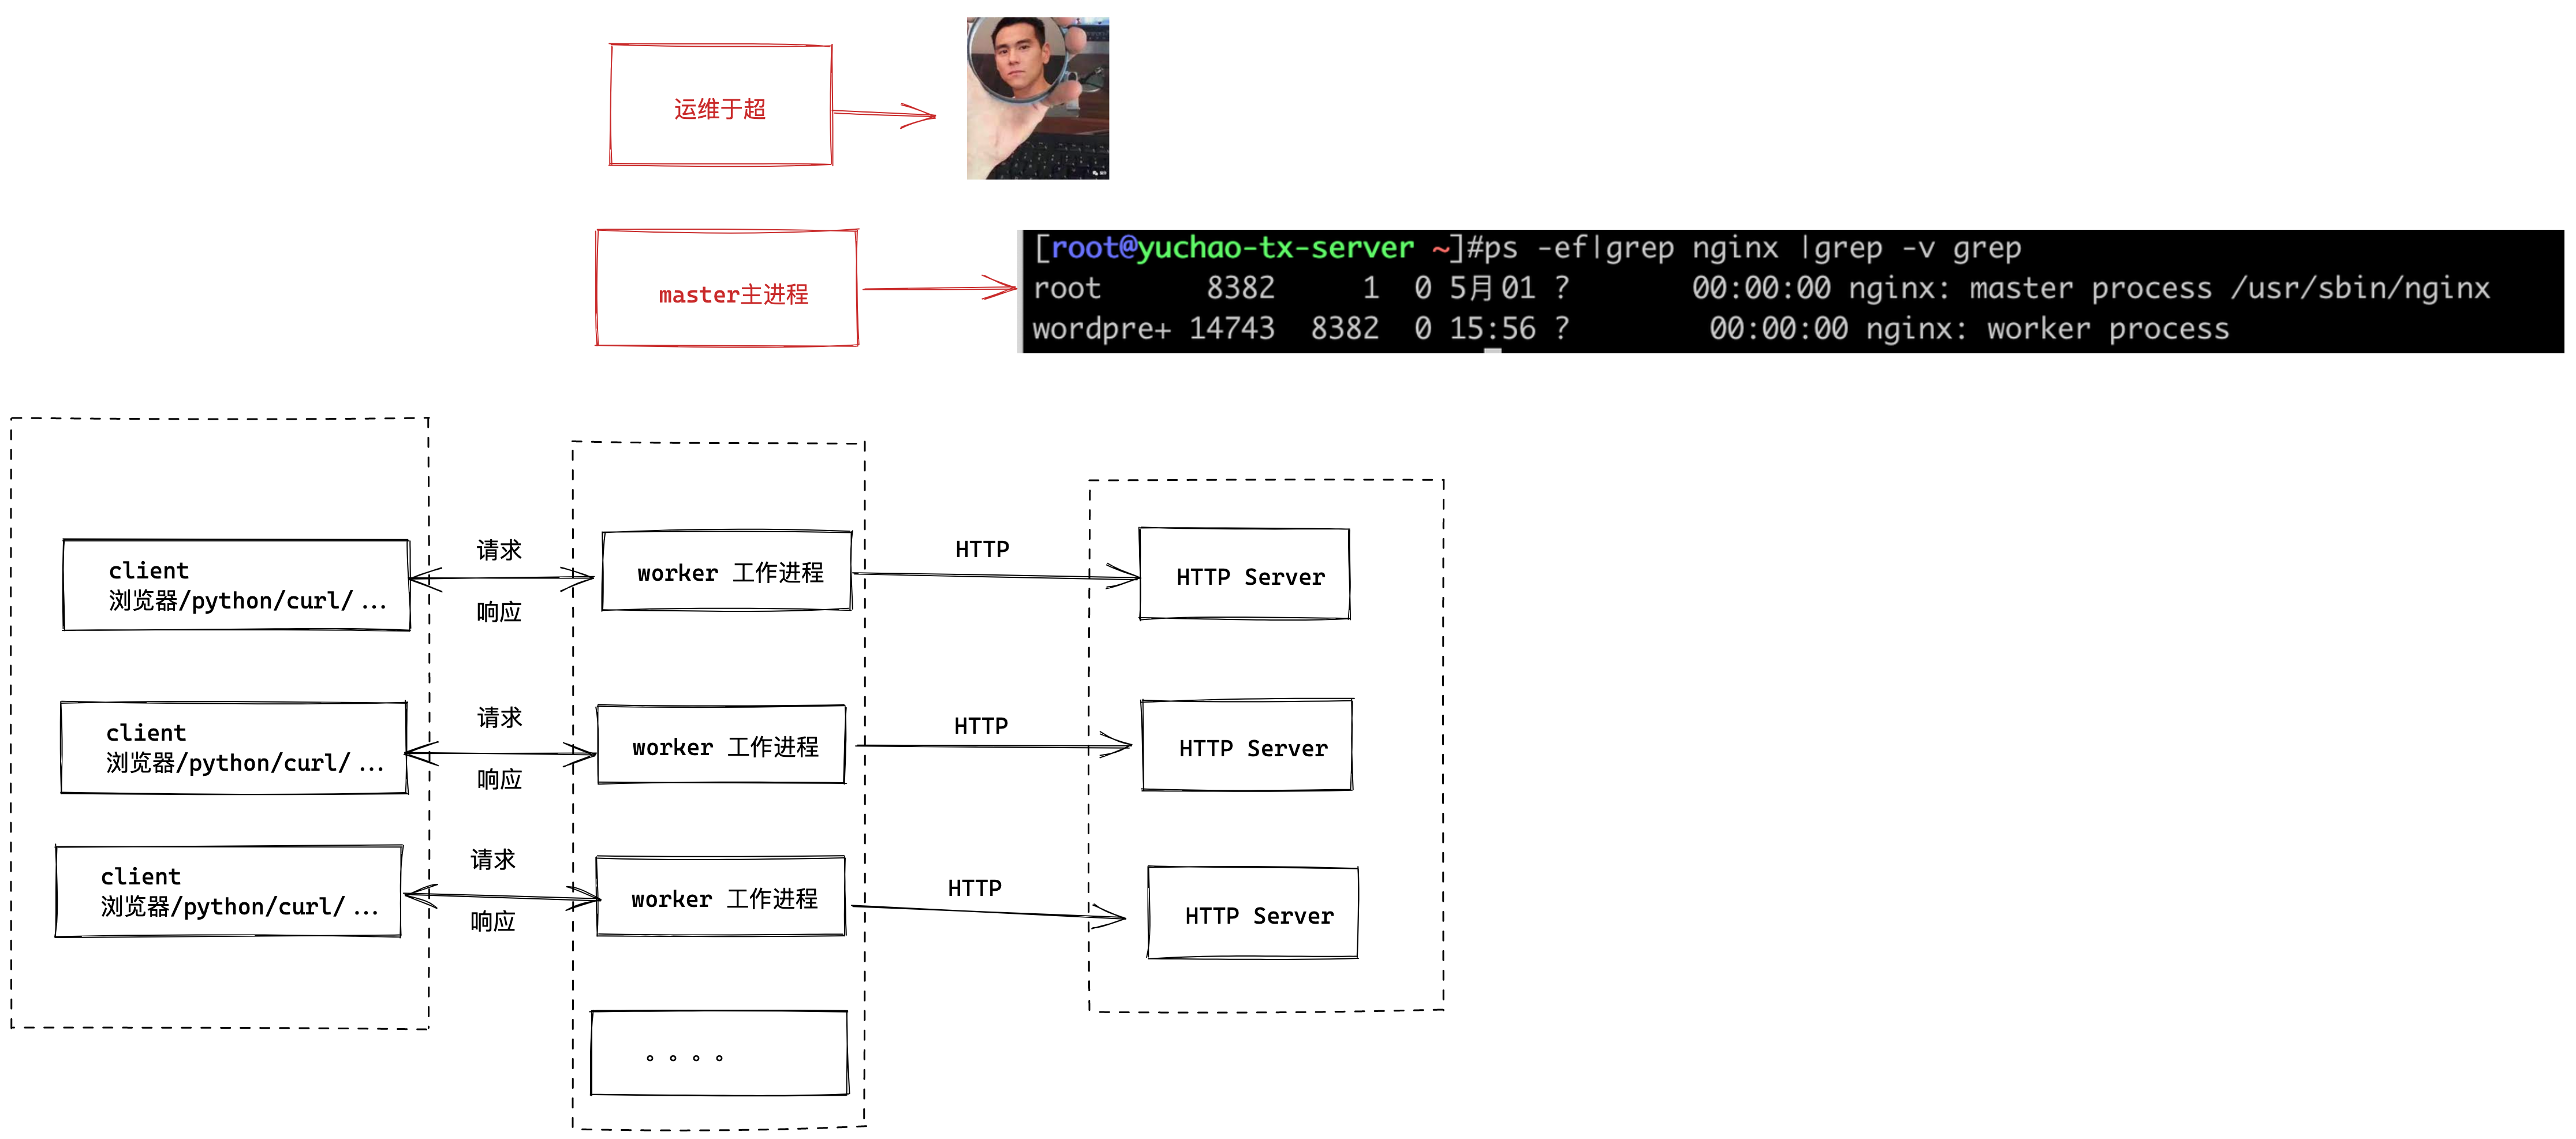 运维于超
[root@yuchao-tx-server ~]#ps -ef|grep nginx |grep -v grep
master主进程
root 8382 1 0 5月01 ? 00:00:00 nginx: master process /usr/sbin/nginx
wordpre+ 14743 8382 0 15:56 ? 00:00:00 nginx: worker process
client
浏览器/python/curl/...
请求
响应
worker 工作进程
HTTP
HTTP Server
client
浏览器/python/curl/...
请求
响应
worker 工作进程
HTTP
HTTP Server
client
浏览器/python/curl/...
请求
响应
worker 工作进程
HTTP
HTTP Server
。。。。